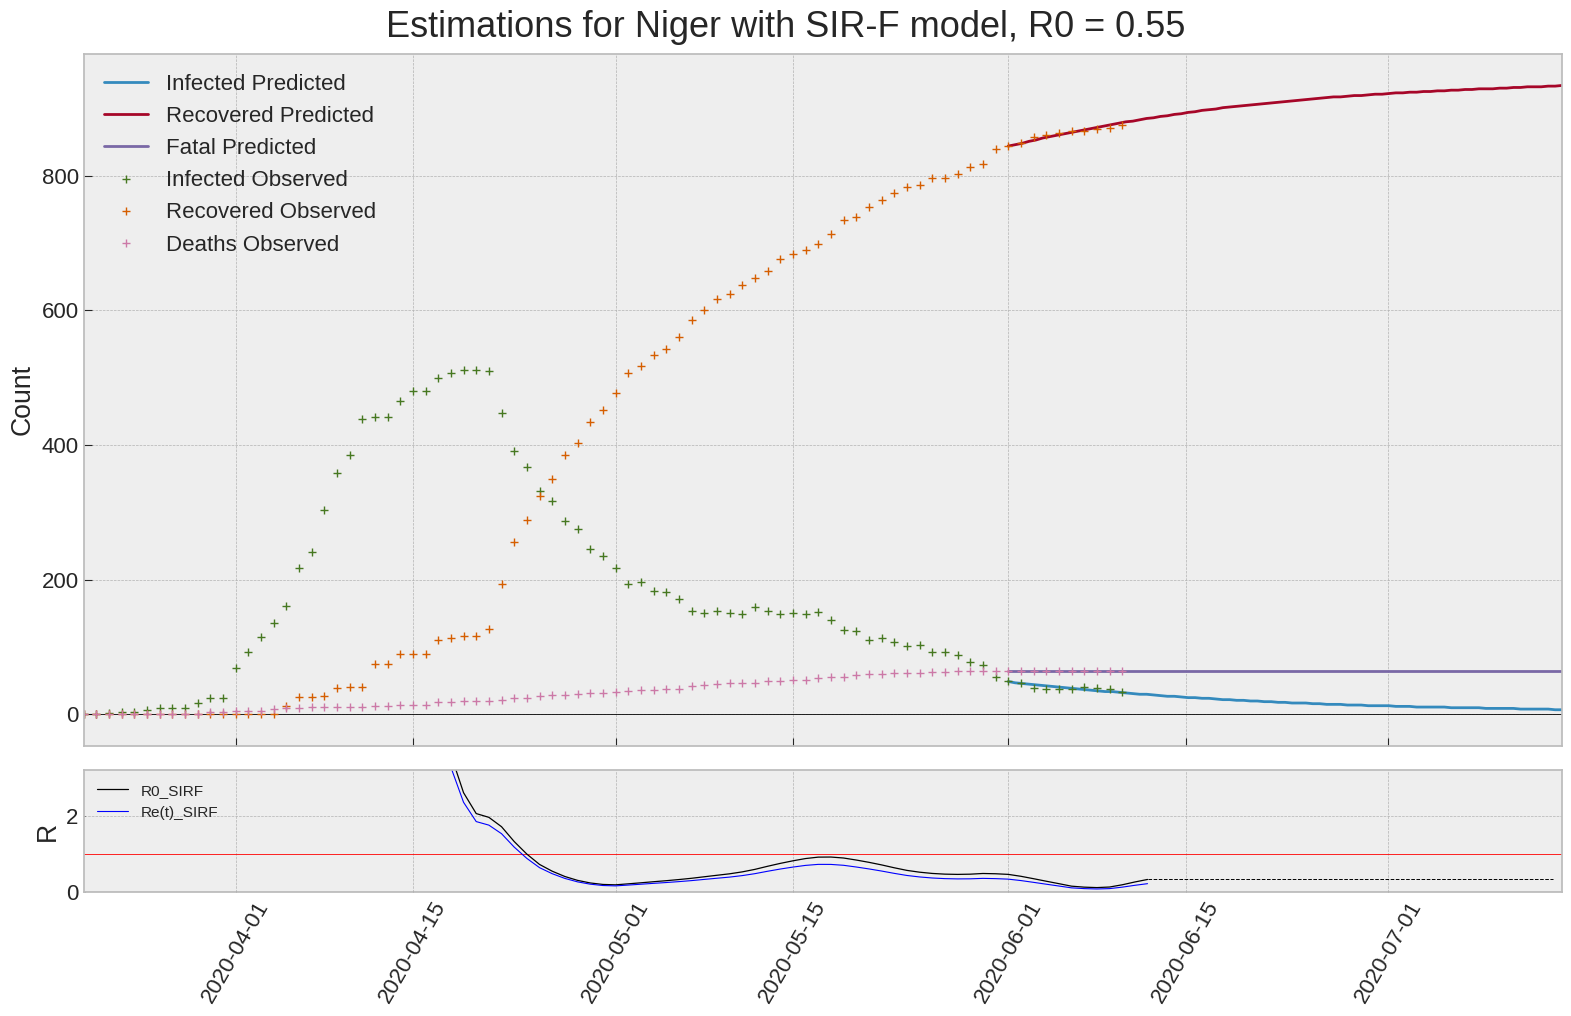 Estimations for Niger with SIR-F model, R0 = 0.55
Infected Predicted
Recovered Predicted
Fatal Predicted
Infected Observed
Recovered Observed
Deaths Observed
800
600
400
200
0
Count
R0_SIRF
Re(t)_SIRF
2
0
R
2020-04-01
2020-04-15
2020-05-01
2020-05-15
2020-06-01
2020-06-15
2020-07-01